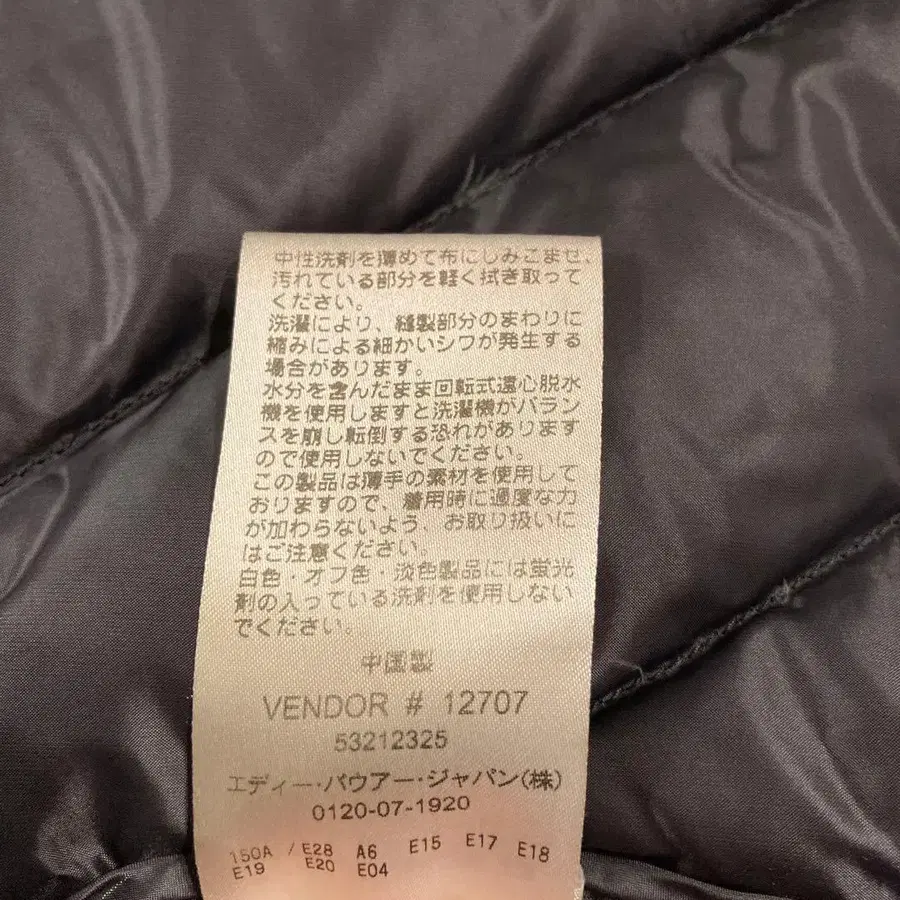 中性洗剤を薄めて布にしみこませ、
汚れている部分を軽く拭き取って
ください。
洗濯により、縫製部分のまわりに
縮みによる細かいシワが発生する
場合があります。
水分を含んだまま回転式遠心脱水
機を使用しますと洗濯機がバラン
スを崩し転倒する恐れがあります
ので使用しないでください。
この製品は薄手の素材を使用して
おりますので、着用時に過度な力
が加わらないよう、お取り扱いに
はご注意ください。
白色・オフ色・淡色製品には蛍光
剤の入っている洗剤を使用しない
でください。
中国製
VENDOR # 12707
53212325
エディー・バウアー・ジャパン(株)
0120-07-1920
150A / E28 A6 E15 E17 E18
E19 E20 E04